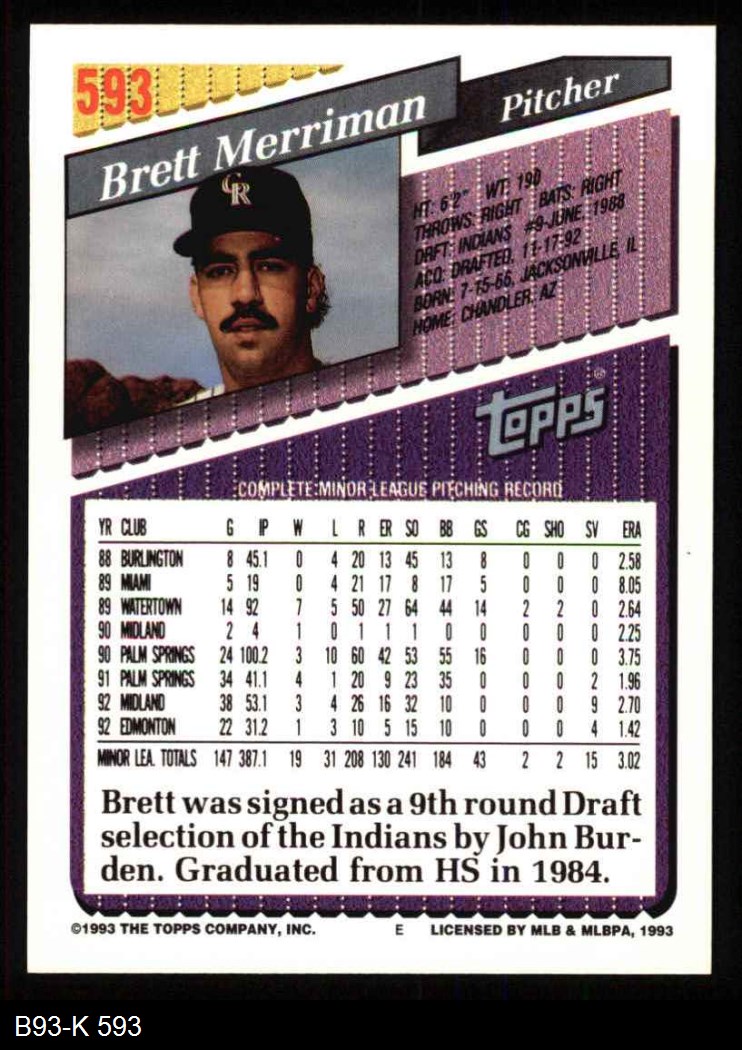 593
Brett Merriman
Pitcher
CR
HT: 6'2" WT: 190
THROWS: RIGHT BATS: RIGHT
DRFT: INDIANS #9-JUNE, 1988
ACQ: DRAFTED, 11-17-92
BORN: 7-15-66, JACKSONVILLE, IL
HOME: CHANDLER, AZ
TOPPS®
COMPLETE MINOR LEAGUE PITCHING RECORD
YR CLUB G IP W L R ER SO BB GS CG SHO SV ERA
88 BURLINGTON 8 45.1 0 4 20 13 45 13 8 0 0 0 2.58
89 MIAMI 5 19 0 4 21 17 8 17 5 0 0 0 8.05
89 WATERTOWN 14 92 7 5 50 27 64 44 14 2 2 0 2.64
90 MIDLAND 2 4 1 0 1 1 1 0 0 0 0 0 2.25
90 PALM SPRINGS 24 100.2 3 10 60 42 53 55 16 0 0 0 3.75
91 PALM SPRINGS 34 41.1 4 1 20 9 23 35 0 0 0 2 1.96
92 MIDLAND 38 53.1 3 4 26 16 32 10 0 0 0 9 2.70
92 EDMONTON 22 31.2 1 3 10 5 15 10 0 0 0 4 1.42
MINOR LEA. TOTALS 147 387.1 19 31 208 130 241 184 43 2 2 15 3.02
Brett was signed as a 9th round Draft
selection of the Indians by John Bur-
den. Graduated from HS in 1984.
©1993 THE TOPPS COMPANY, INC. E LICENSED BY MLB & MLBPA, 1993
B93-K 593